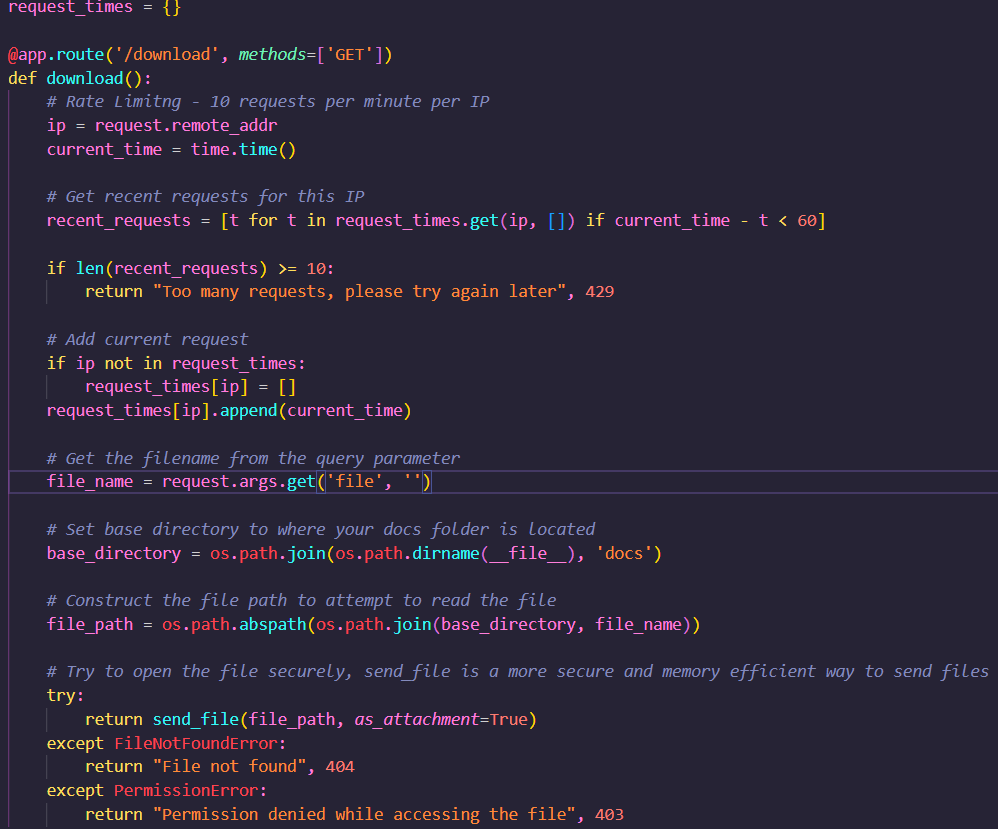 request_times = {}
@app.route('/download', methods=['GET'])
def download():
# Rate Limitng - 10 requests per minute per IP
ip = request.remote_addr
current_time = time.time()
# Get recent requests for this IP
recent_requests = [t for t in request_times.get(ip, []) if current_time - t < 60]
if len(recent_requests) >= 10:
return "Too many requests, please try again later", 429
# Add current request
if ip not in request_times:
request_times[ip] = []
request_times[ip].append(current_time)
# Get the filename from the query parameter
file_name = request.args.get('file', '')
# Set base directory to where your docs folder is located
base_directory = os.path.join(os.path.dirname(__file__), 'docs')
# Construct the file path to attempt to read the file
file_path = os.path.abspath(os.path.join(base_directory, file_name))
# Try to open the file securely, send_file is a more secure and memory efficient way to send files
try:
return send_file(file_path, as_attachment=True)
except FileNotFoundError:
return "File not found", 404
except PermissionError:
return "Permission denied while accessing the file", 403